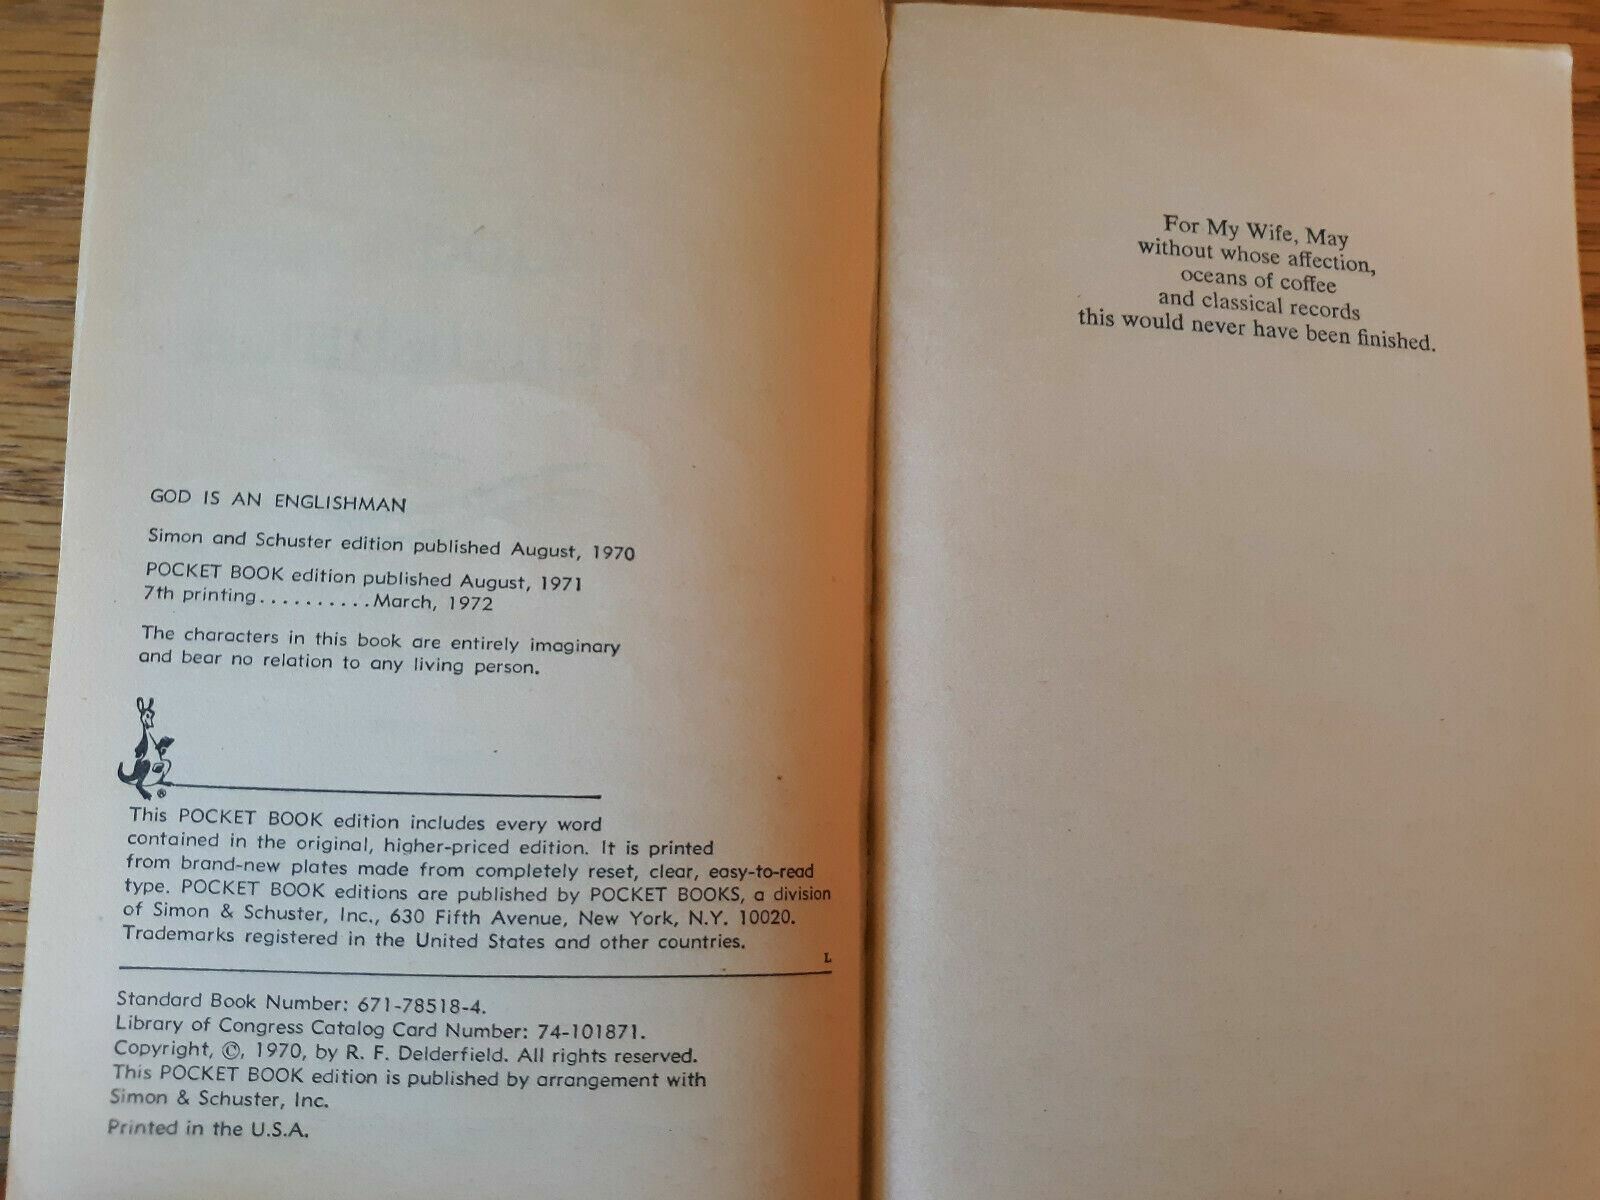 GOD IS AN ENGLISHMAN
Simon and Schuster edition published August, 1970
POCKET BOOK edition published August, 1971
7th printing..........March, 1972
The characters in this book are entirely imaginary
and bear no relation to any living person.
®
This POCKET BOOK edition includes every word
contained in the original, higher-priced edition. It is printed
from brand-new plates made from completely reset, clear, easy-to-read
type. POCKET BOOK editions are published by POCKET BOOKS, a division
of Simon & Schuster, Inc., 630 Fifth Avenue, New York, N.Y. 10020.
Trademarks registered in the United States and other countries.
L
Standard Book Number: 671-78518-4.
Library of Congress Catalog Card Number: 74-101871.
Copyright, ©, 1970, by R. F. Delderfield. All rights reserved.
This POCKET BOOK edition is published by arrangement with
Simon & Schuster, Inc.
Printed in the U.S.A.
For My Wife, May
without whose affection,
oceans of coffee
and classical records
this would never have been finished.